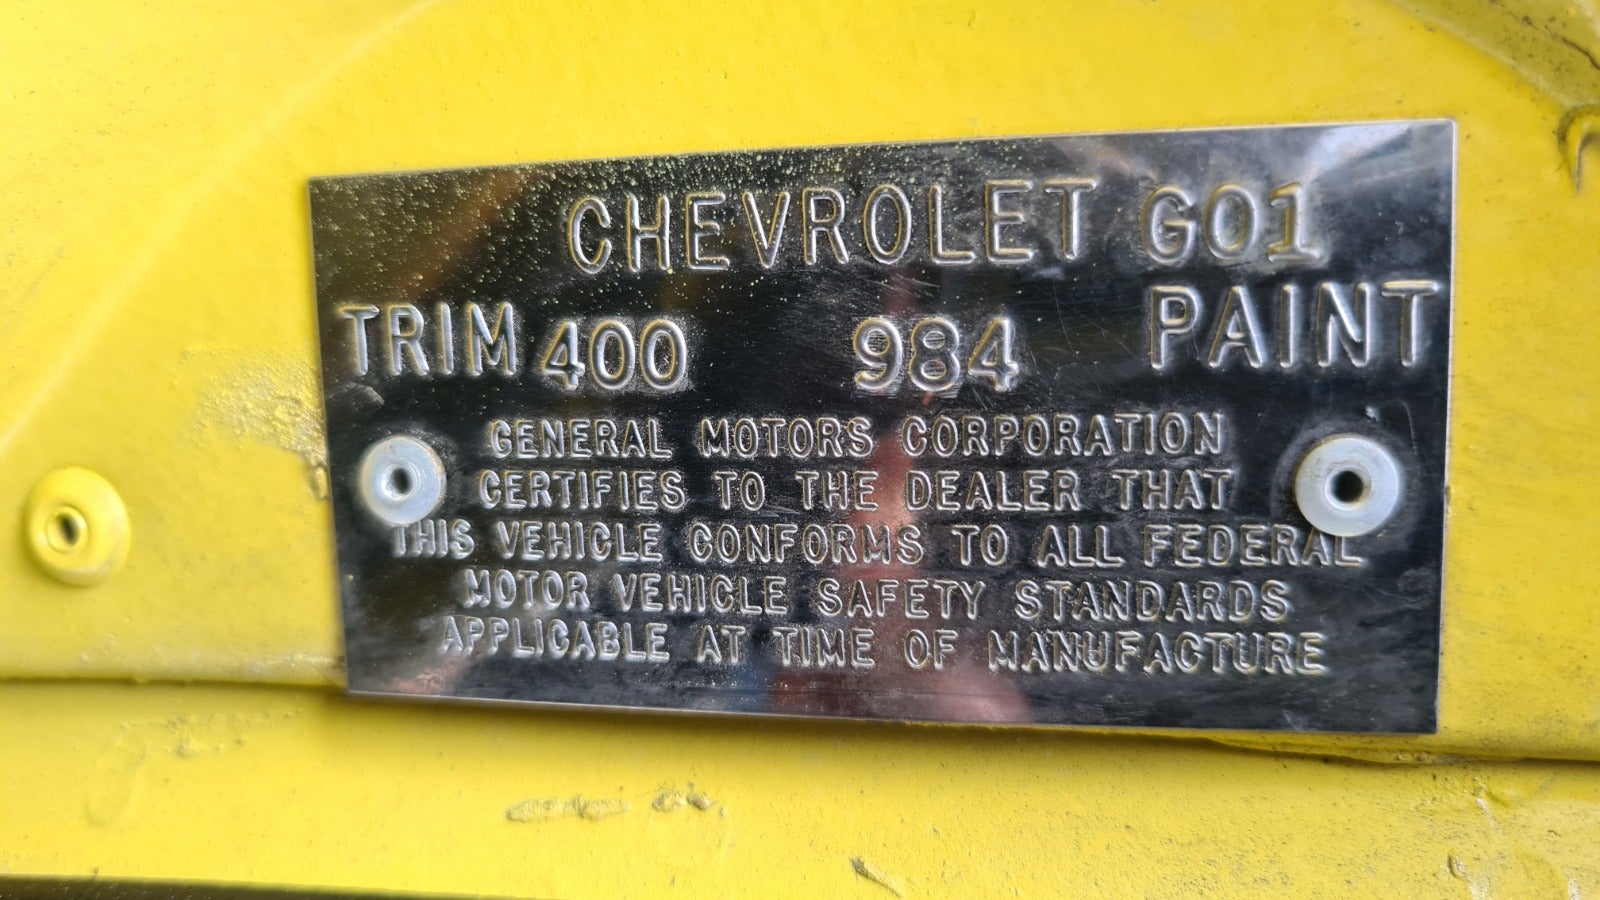 CHEVROLET G01
TRIM 400 984 PAINT
GENERAL MOTORS CORPORATION
CERTIFIES TO THE DEALER THAT
THIS VEHICLE CONFORMS TO ALL FEDERAL
MOTOR VEHICLE SAFETY STANDARDS
APPLICABLE AT TIME OF MANUFACTURE